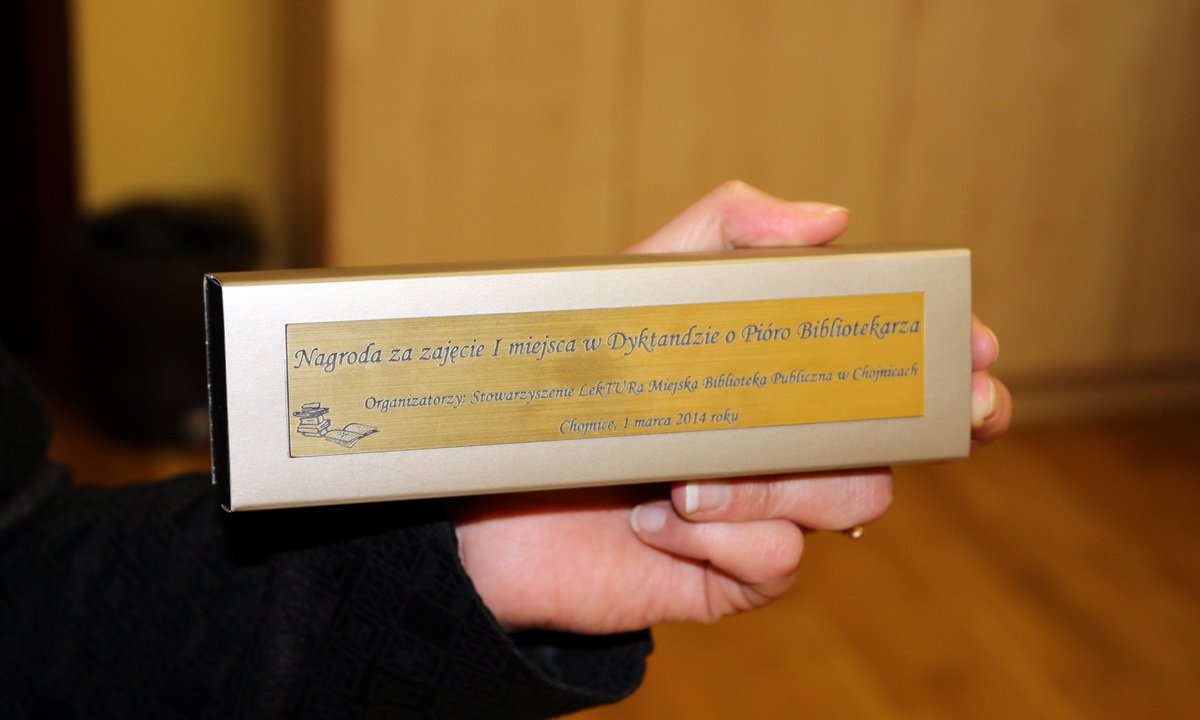 Nagroda za zajęcie I miejsca w Dyktandzie o Pióro Bibliotekarza
Organizatorzy: Stowarzyszenie LekTURa Miejska Biblioteka Publiczna w Chojnicach
Chojnice, 1 marca 2014 roku